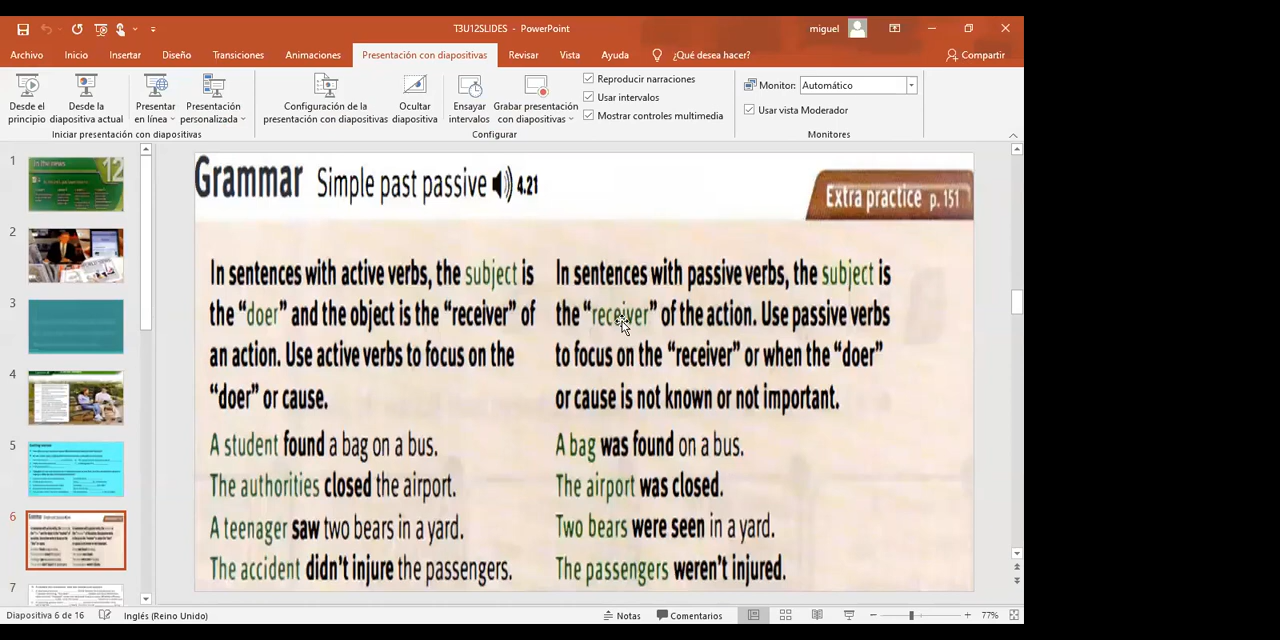 T3U12SLIDES - PowerPoint
miguel
Archivo Inicio Insertar Diseño Transiciones Animaciones Presentación con diapositivas Revisar Vista Ayuda ¿Qué desea hacer? Compartir
Desde el principio
Desde la diapositiva actual
Presentar en línea
Presentación personalizada
Iniciar presentación con diapositivas
Configuración de la presentación con diapositivas
Ocultar diapositiva
Ensayar intervalos
Grabar presentación con diapositivas
Reproducir narraciones
Usar intervalos
Mostrar controles multimedia
Configurar
Monitor: Automático
Usar vista Moderador
Monitores
1
In the news
12
2
3
4
5
6
7
Grammar Simple past passive 4.21
Extra practice p. 151
In sentences with active verbs, the subject is
the “doer” and the object is the “receiver” of
an action. Use active verbs to focus on the
“doer” or cause.
A student found a bag on a bus.
The authorities closed the airport.
A teenager saw two bears in a yard.
The accident didn’t injure the passengers.
In sentences with passive verbs, the subject is
the “receiver” of the action. Use passive verbs
to focus on the “receiver” or when the “doer”
or cause is not known or not important.
A bag was found on a bus.
The airport was closed.
Two bears were seen in a yard.
The passengers weren’t injured.
Diapositiva 6 de 16 Inglés (Reino Unido) Notas Comentarios 77%